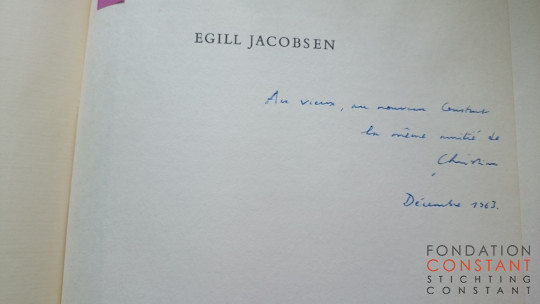 EGILL JACOBSEN
Au vieux, au nouveau Constant
la même amitié de
Christian
Décembre 1963.
FONDATION
CONSTANT
STICHTING
CONSTANT